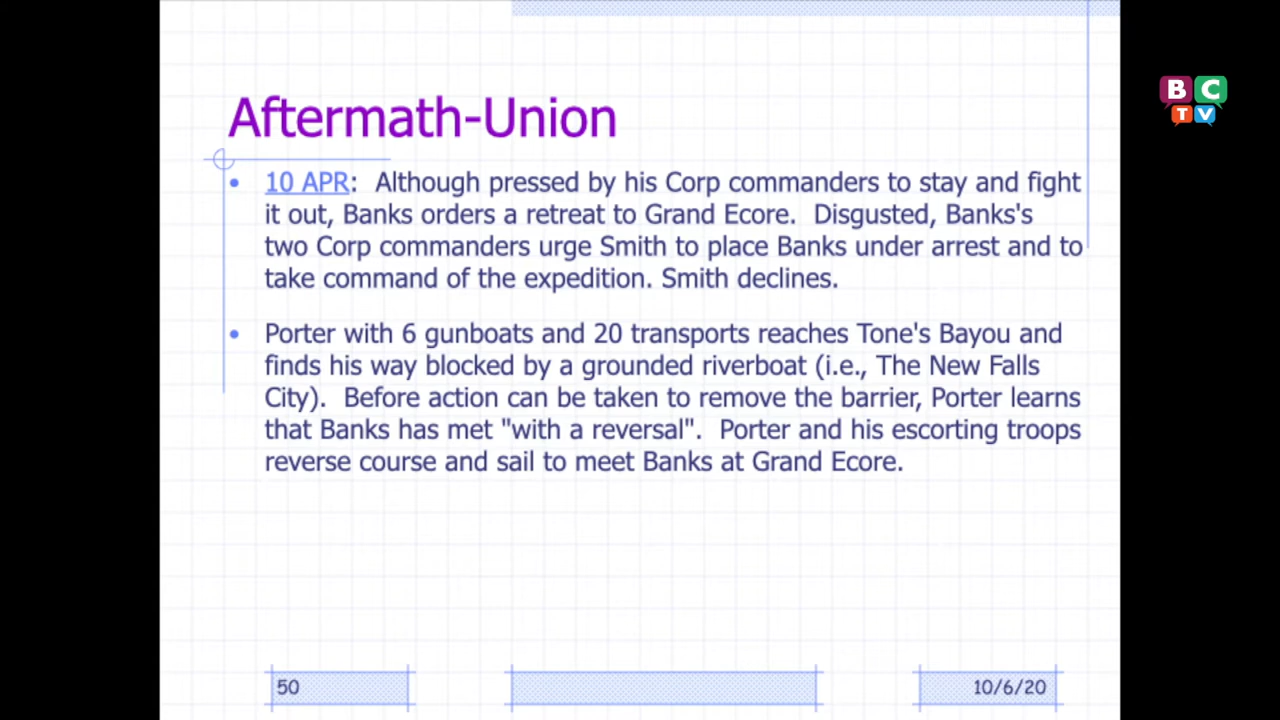 B C
T V
Aftermath-Union
10 APR: Although pressed by his Corp commanders to stay and fight
it out, Banks orders a retreat to Grand Ecore. Disgusted, Banks's
two Corp commanders urge Smith to place Banks under arrest and to
take command of the expedition. Smith declines.
Porter with 6 gunboats and 20 transports reaches Tone's Bayou and
finds his way blocked by a grounded riverboat (i.e., The New Falls
City). Before action can be taken to remove the barrier, Porter learns
that Banks has met "with a reversal". Porter and his escorting troops
reverse course and sail to meet Banks at Grand Ecore.
50
10/6/20